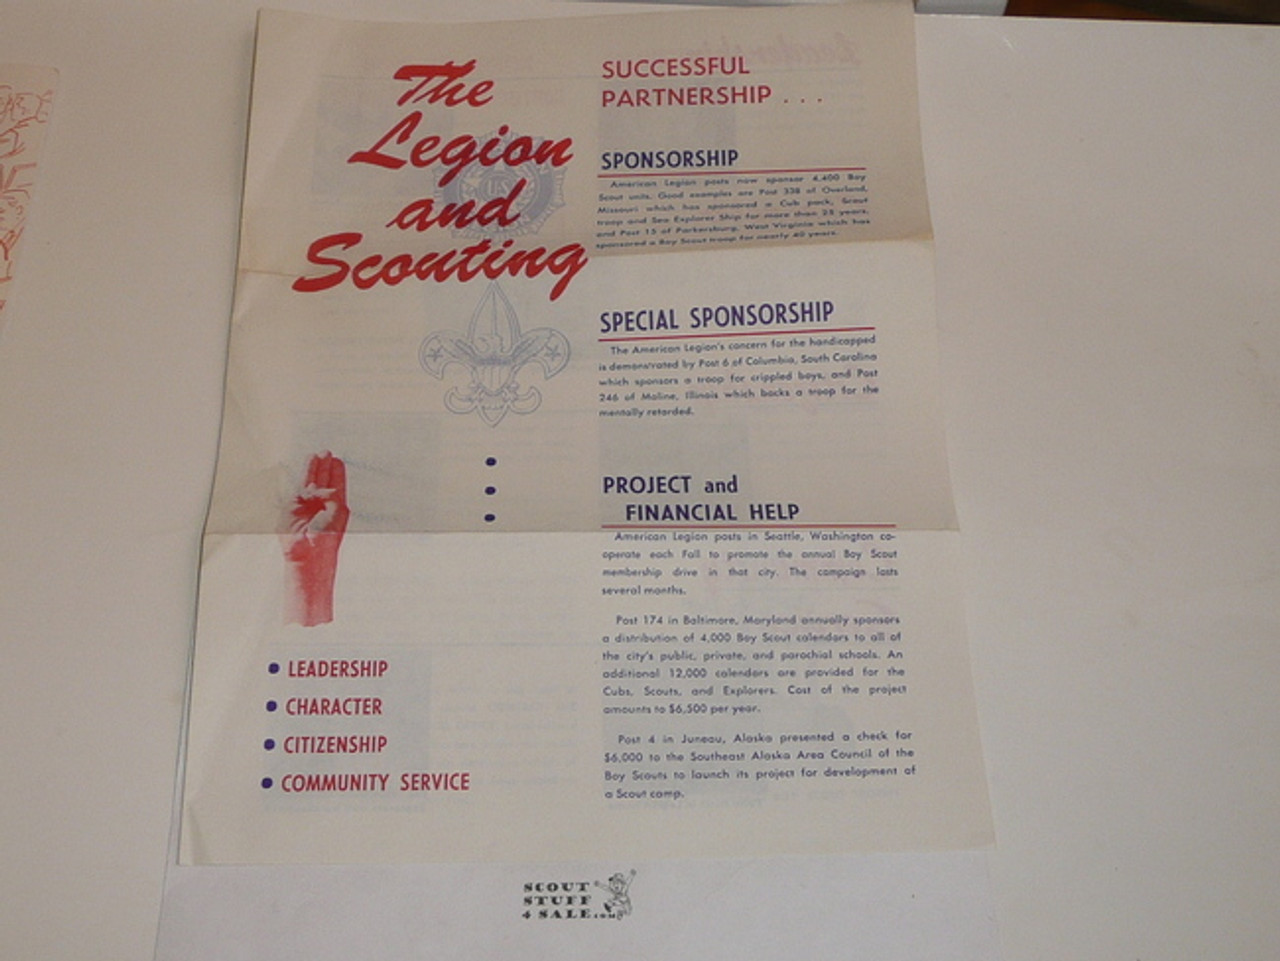 The
Legion
and
Scouting
U.S.
LEADERSHIP
CHARACTER
CITIZENSHIP
COMMUNITY SERVICE
SUCCESSFUL
PARTNERSHIP . . .
SPONSORSHIP
American Legion posts now sponsor 4,400 Boy
Scout units. Good examples are Post 338 of Overland,
Missouri which has sponsored a Cub pack, Scout
troop and Sea Explorer Ship for more than 25 years,
and Post 15 of Parkersburg, West Virginia which has
sponsored a Boy Scout troop for nearly 40 years.
SPECIAL SPONSORSHIP
The American Legion's concern for the handicapped
is demonstrated by Post 6 of Columbia, South Carolina
which sponsors a troop for crippled boys, and Post
246 of Moline, Illinois which backs a troop for the
mentally retarded.
PROJECT and
FINANCIAL HELP
American Legion posts in Seattle, Washington co-
operate each Fall to promote the annual Boy Scout
membership drive in that city. The campaign lasts
several months.
Post 174 in Baltimore, Maryland annually sponsors
a distribution of 4,000 Boy Scout calendars to all of
the city's public, private, and parochial schools. An
additional 12,000 calendars are provided for the
Cubs, Scouts, and Explorers. Cost of the project
amounts to $6,500 per year.
Post 4 in Juneau, Alaska presented a check for
$6,000 to the Southeast Alaska Area Council of the
Boy Scouts to launch its project for development of
a Scout camp.
SCOUT
STUFF
4 SALE.com